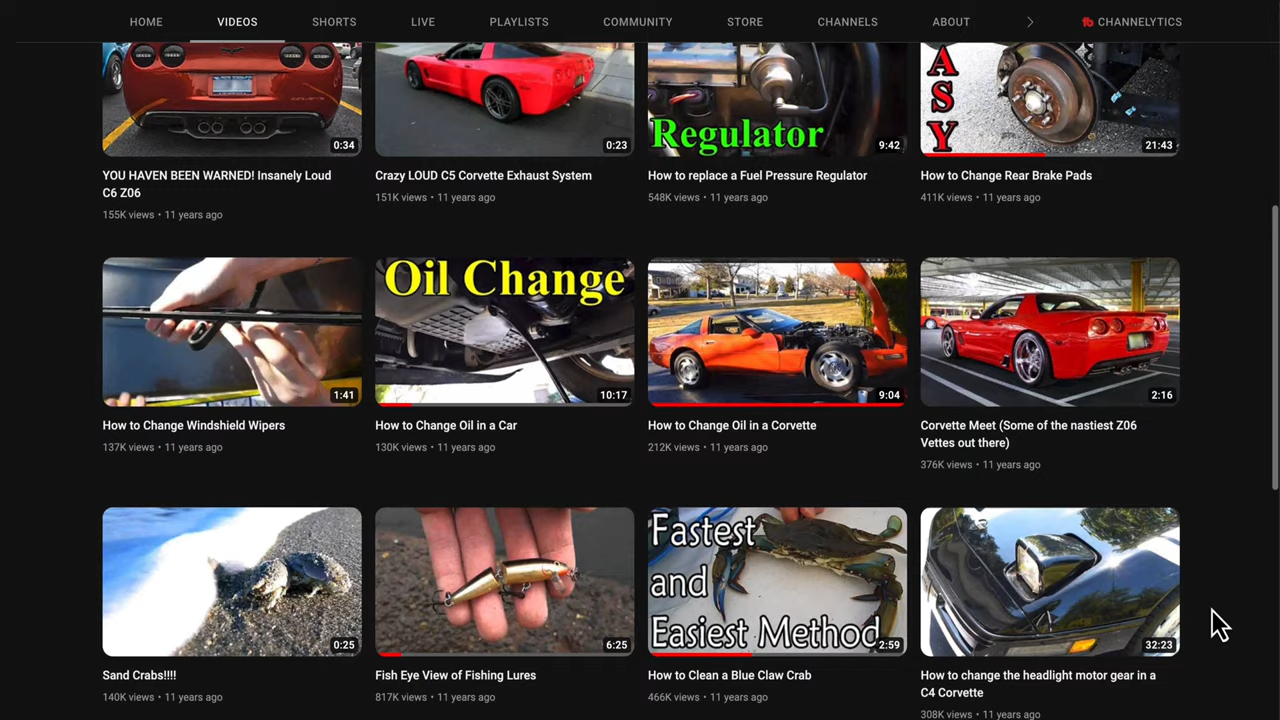 HOME VIDEOS SHORTS LIVE PLAYLISTS COMMUNITY STORE CHANNELS ABOUT CHANNELYTICS
0:34
0:23
Regulator
9:42
A
S
Y
21:43
YOU HAVEN BEEN WARNED! Insanely Loud
C6 Z06
155K views • 11 years ago
Crazy LOUD C5 Corvette Exhaust System
151K views • 11 years ago
How to replace a Fuel Pressure Regulator
548K views • 11 years ago
How to Change Rear Brake Pads
411K views • 11 years ago
1:41
Oil Change
10:17
9:04
2:16
How to Change Windshield Wipers
137K views • 11 years ago
How to Change Oil in a Car
130K views • 11 years ago
How to Change Oil in a Corvette
212K views • 11 years ago
Corvette Meet (Some of the nastiest Z06
Vettes out there)
376K views • 11 years ago
0:25
6:25
Fastest
and
Easiest Method
2:59
32:23
Sand Crabs!!!!
140K views • 11 years ago
Fish Eye View of Fishing Lures
817K views • 11 years ago
How to Clean a Blue Claw Crab
466K views • 11 years ago
How to change the headlight motor gear in a
C4 Corvette
308K views • 11 years ago